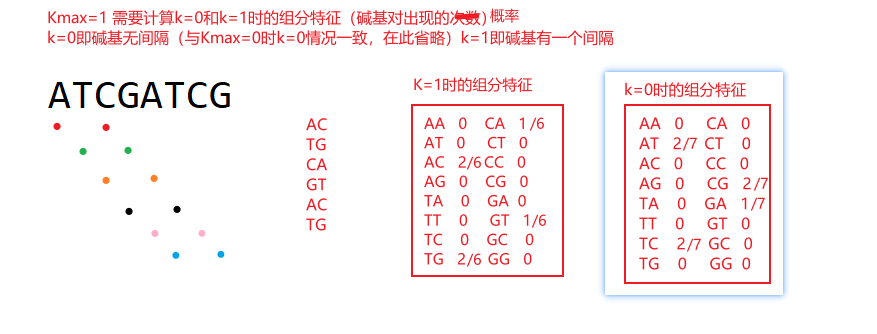 Kmax=1 需要计算k=0和k=1时的组分特征（碱基对出现的次数）概率
k=0即碱基无间隔（与Kmax=0时k=0情况一致，在此省略）k=1即碱基有一个间隔
ATCGATCG
AC
TG
CA
GT
AC
TG
K=1时的组分特征
AA 0 CA 1/6
AT 0 CT 0
AC 2/6 CC 0
AG 0 CG 0
TA 0 GA 0
TT 0 GT 1/6
TC 0 GC 0
TG 2/6 GG 0
k=0时的组分特征
AA 0 CA 0
AT 2/7 CT 0
AC 0 CC 0
AG 0 CG 2/7
TA 0 GA 1/7
TT 0 GT 0
TC 2/7 GC 0
TG 0 GG 0